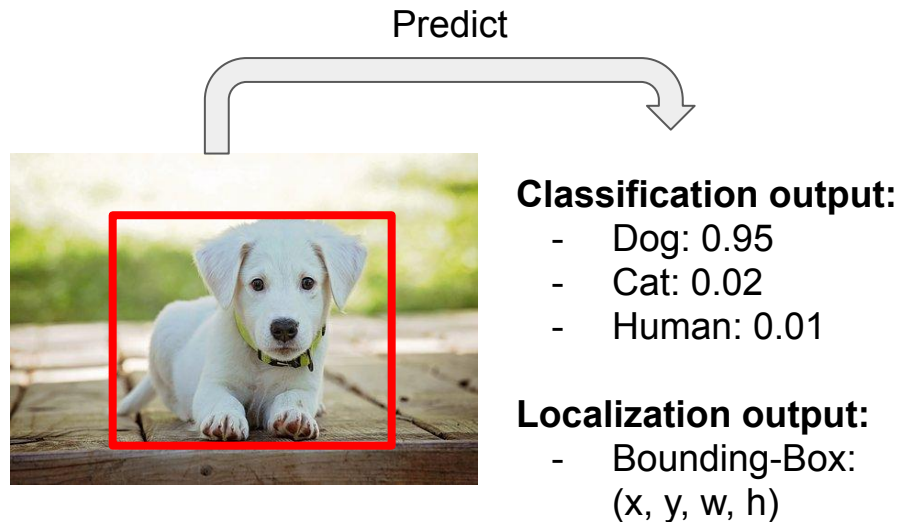 Predict
Classification output:
- Dog: 0.95
- Cat: 0.02
- Human: 0.01
Localization output:
- Bounding-Box:
(x, y, w, h)